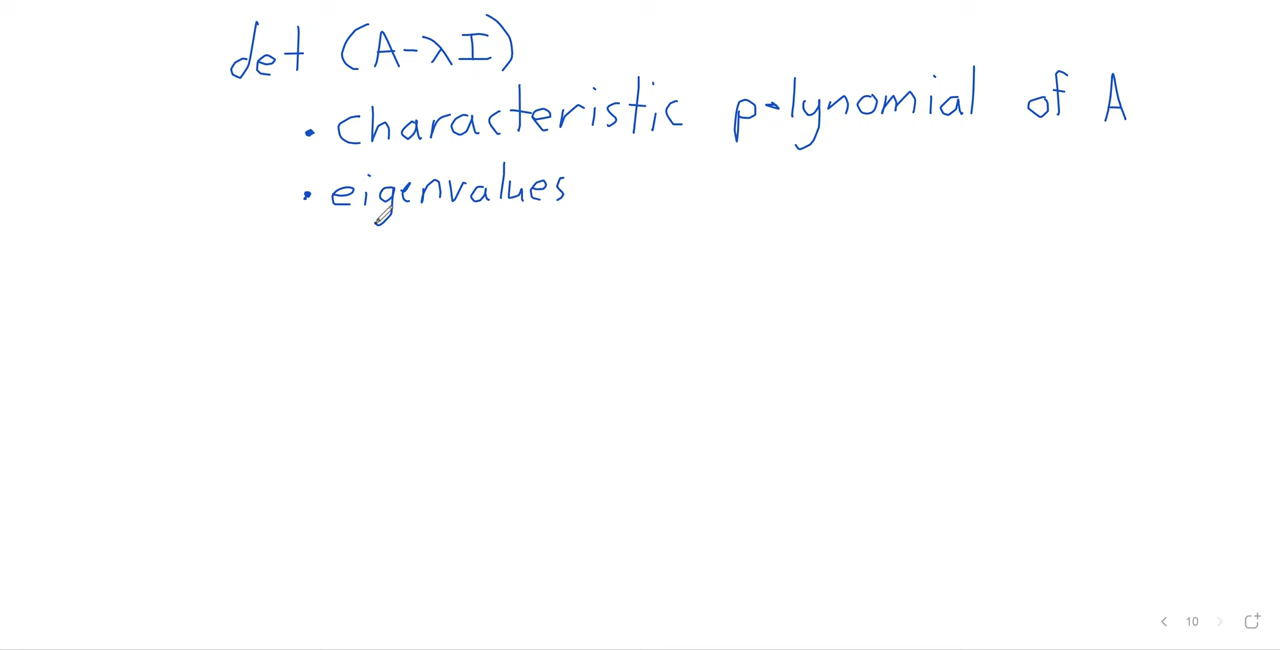 det (A-λI)
• characteristic polynomial of A
• eigenvalues
10